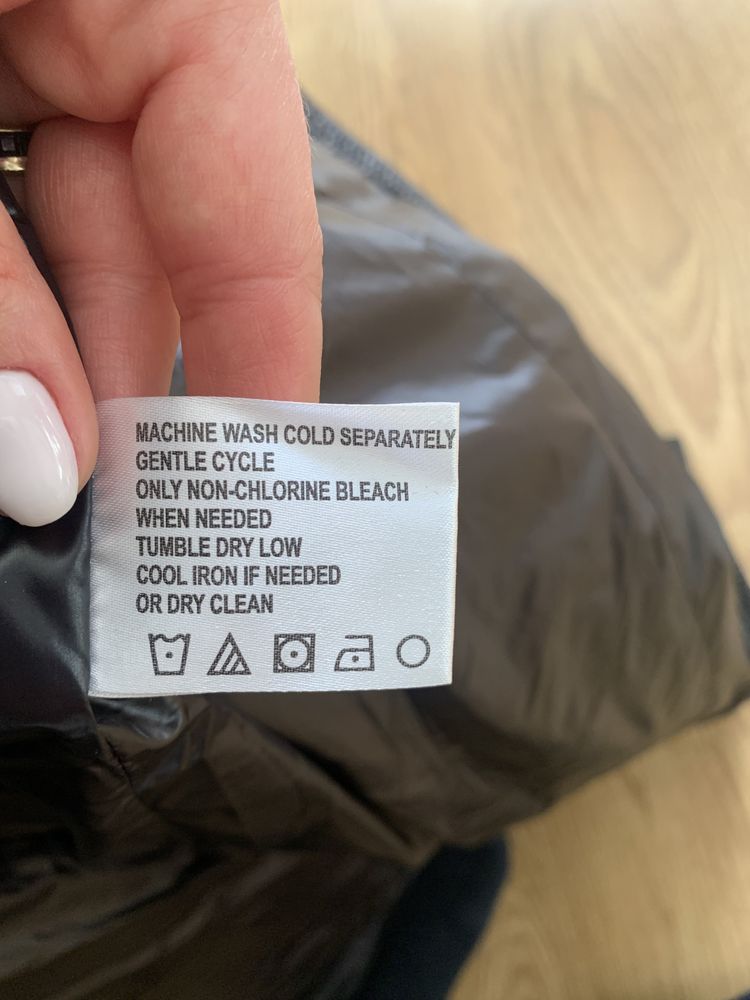 MACHINE WASH COLD SEPARATELY
GENTLE CYCLE
ONLY NON-CHLORINE BLEACH
WHEN NEEDED
TUMBLE DRY LOW
COOL IRON IF NEEDED
OR DRY CLEAN